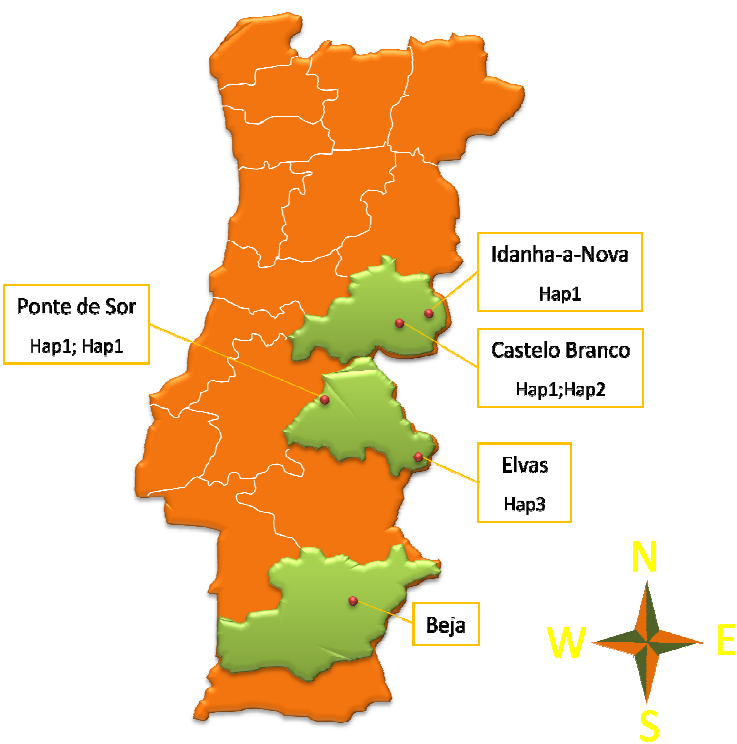 Idanha-a-Nova
Hap1
Ponte de Sor
Hap1; Hap1
Castelo Branco
Hap1;Hap2
Elvas
Hap3
Beja
N
W
E
S